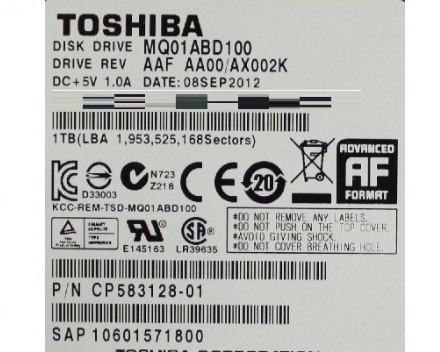 TOSHIBA
DISK DRIVE MQ01ABD100
DRIVE REV AAF AA00/AX002K
DC+5V 1.0A DATE: 08SEP2012
1TB(LBA 1,953,525,168Sectors)
D33003
N723
Z218
20
ADVANCED
AF
FORMAT
KCC-REM-TSD-MQ01ABD100
E145163
LR39635
*DO NOT REMOVE ANY LABELS.
*DO NOT PUSH ON THE TOP COVER.
*AVOID GIVING SHOCK.
*DO NOT COVER BREATHING HOLE.
P/N CP583128-01
SAP 10601571800
TOSHIBA CORPORATION